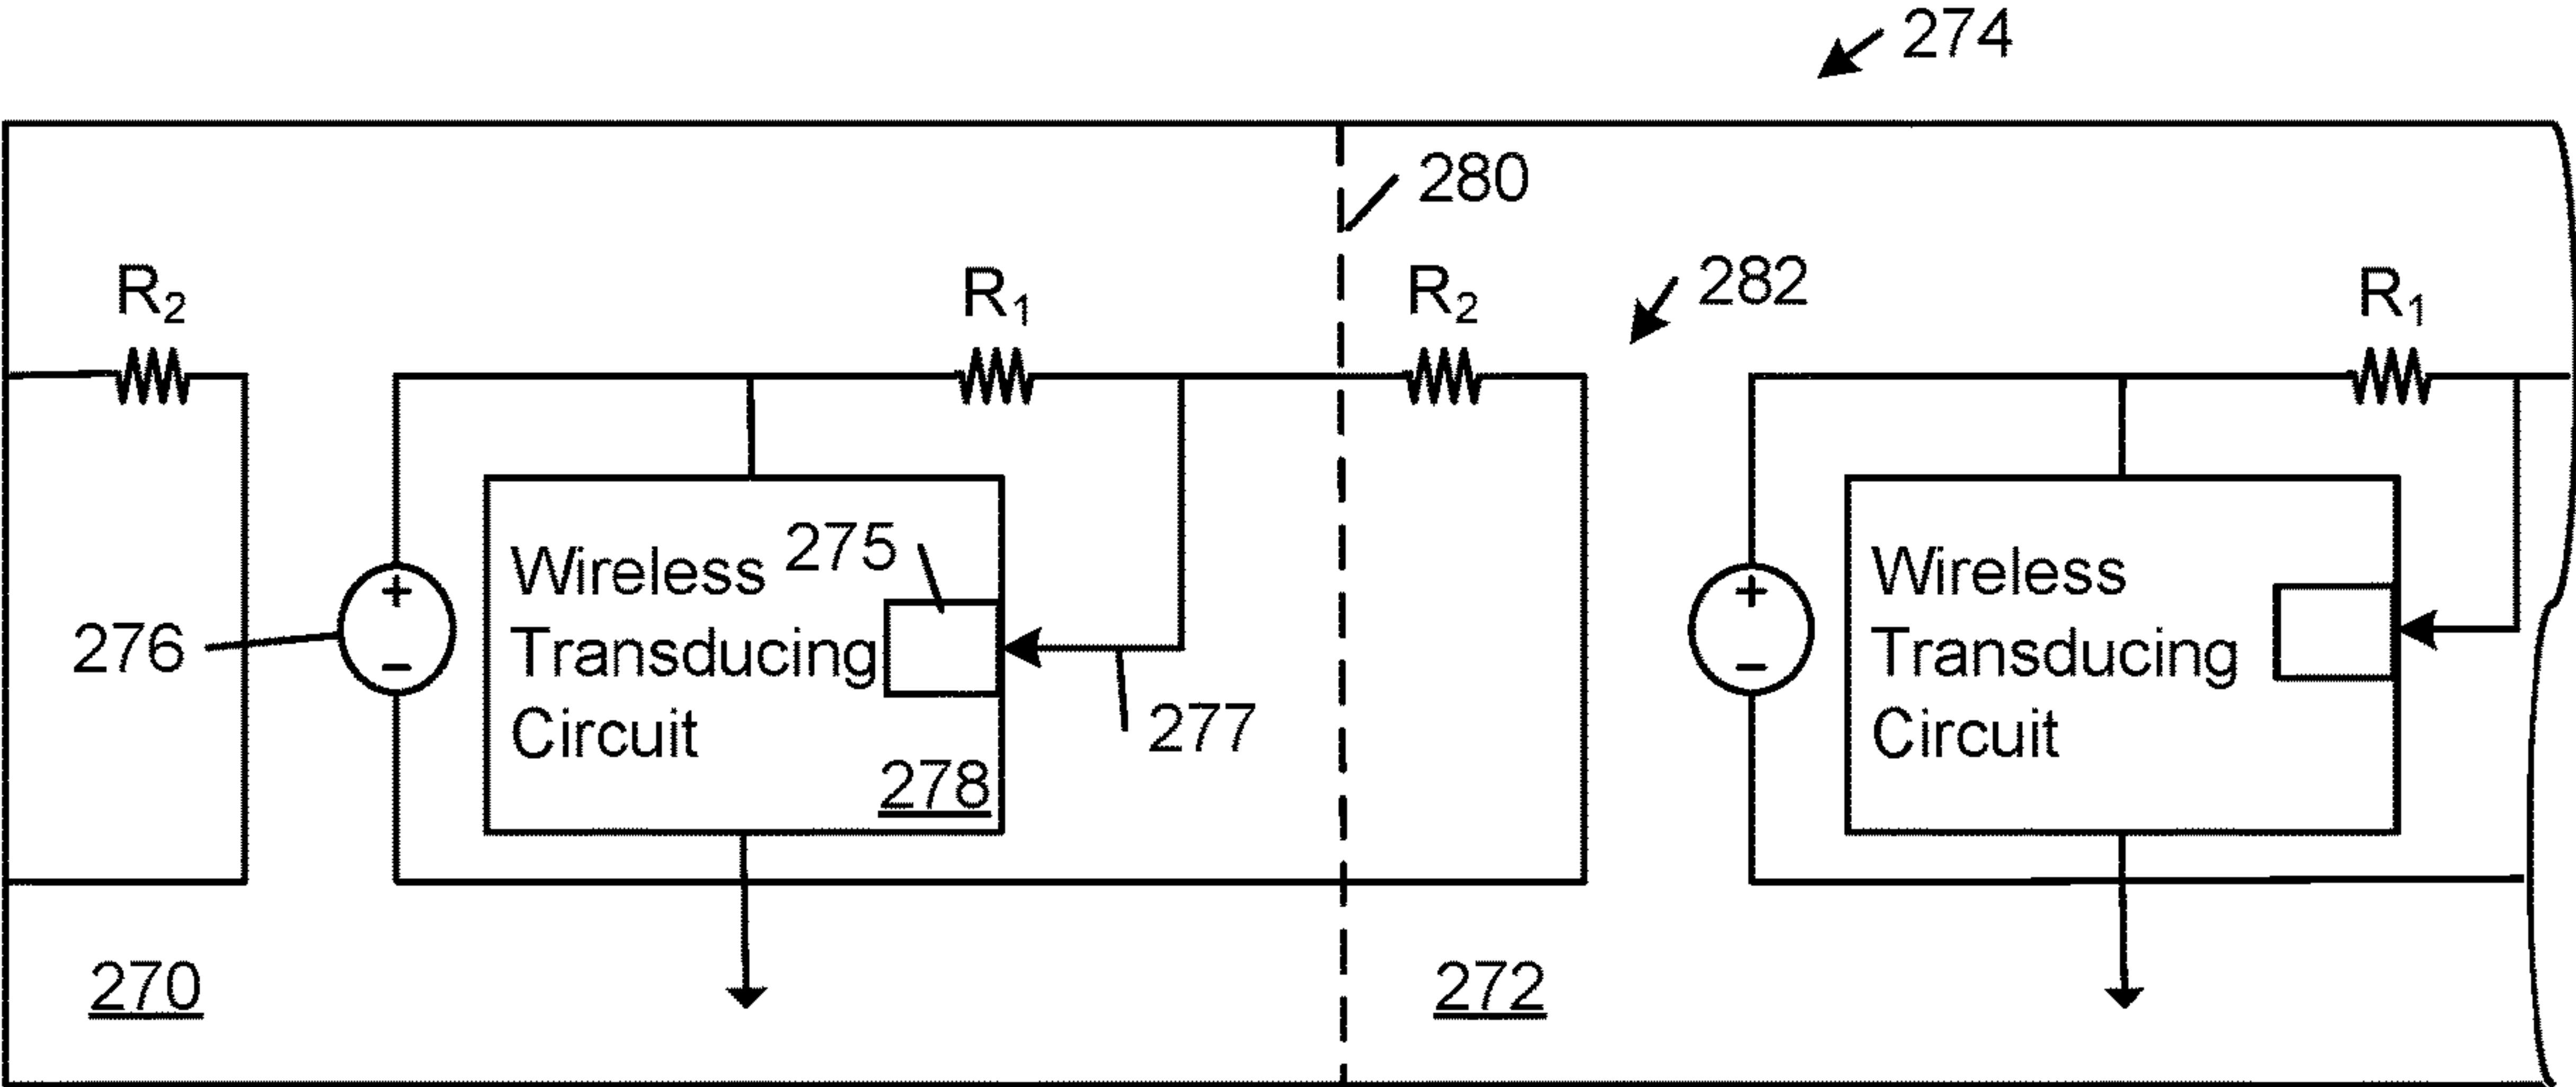 274
280
R₂
R₁
R₂
282
R₁
+
−
276
Wireless
Transducing
Circuit
275
277
278
+
−
Wireless
Transducing
Circuit
270
272